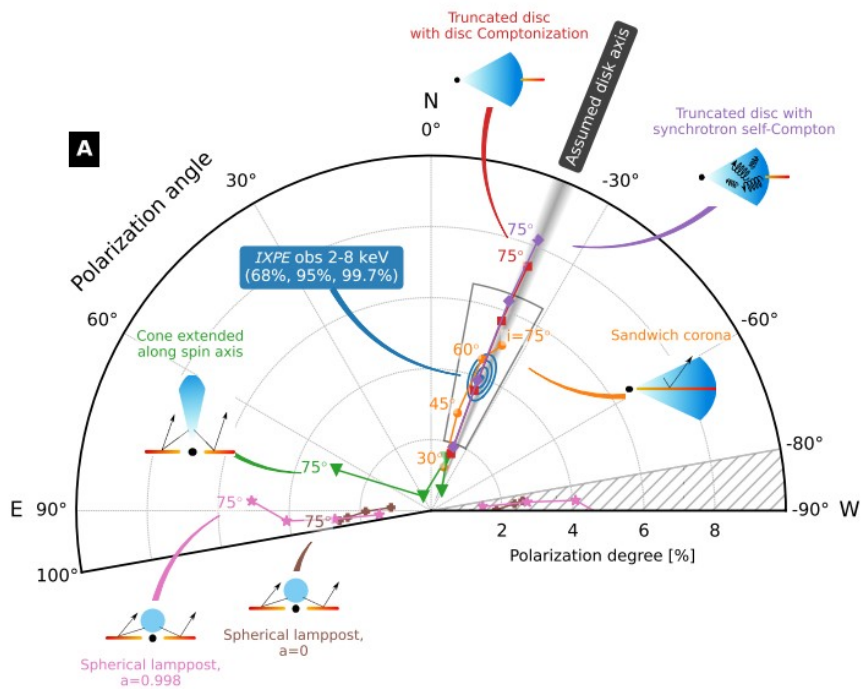 Truncated disc
with disc Comptonization
N
0°
Assumed disk axis
Truncated disc with
synchrotron self-Compton
A
Polarization angle
30°
-30°
75°
75°
IXPE obs 2-8 keV
(68%, 95%, 99.7%)
60°
-60°
Cone extended
along spin axis
60°
i=75°
Sandwich corona
45°
30°
-80°
75°
75°
75°
E
90°
-90°
W
2
4
6
8
Polarization degree [%]
100°
Spherical lamppost,
a=0
Spherical lamppost,
a=0.998